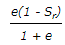 e(1 - Sᵣ)
1 + e